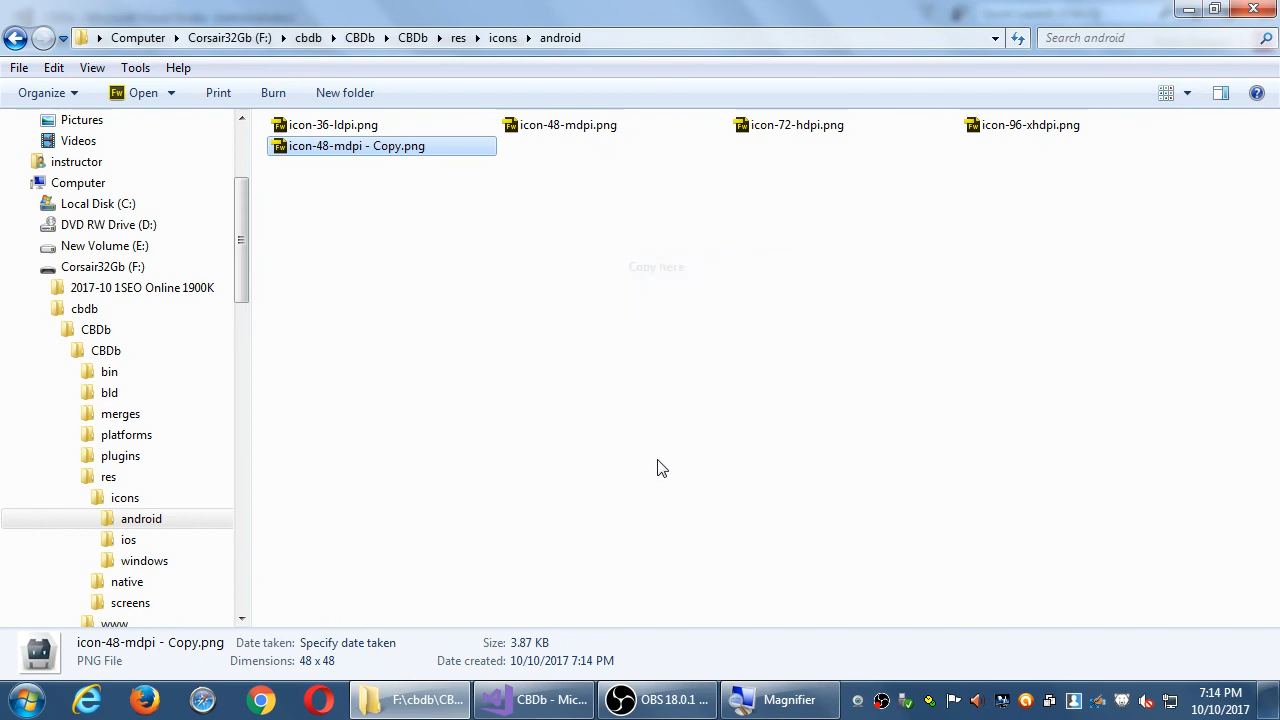 Computer Corsair32Gb (F:) cbdb CBDb CBDb res icons android
Search android
File Edit View Tools Help
Organize Fw Open Print Burn New folder
Pictures
Videos
instructor
Computer
Local Disk (C:)
DVD RW Drive (D:)
New Volume (E:)
Corsair32Gb (F:)
2017-10 1SEO Online 1900K
cbdb
CBDb
CBDb
bin
bld
merges
platforms
plugins
res
icons
android
ios
windows
native
screens
www
icon-36-ldpi.png icon-48-mdpi.png icon-72-hdpi.png icon-96-xhdpi.png
icon-48-mdpi - Copy.png
Copy here
icon-48-mdpi - Copy.png Date taken: Specify date taken Size: 3.87 KB
PNG File Dimensions: 48 x 48 Date created: 10/10/2017 7:14 PM
F:\cbdb\CB... CBDb - Mic... OBS 18.0.1 ... Magnifier
7:14 PM
10/10/2017